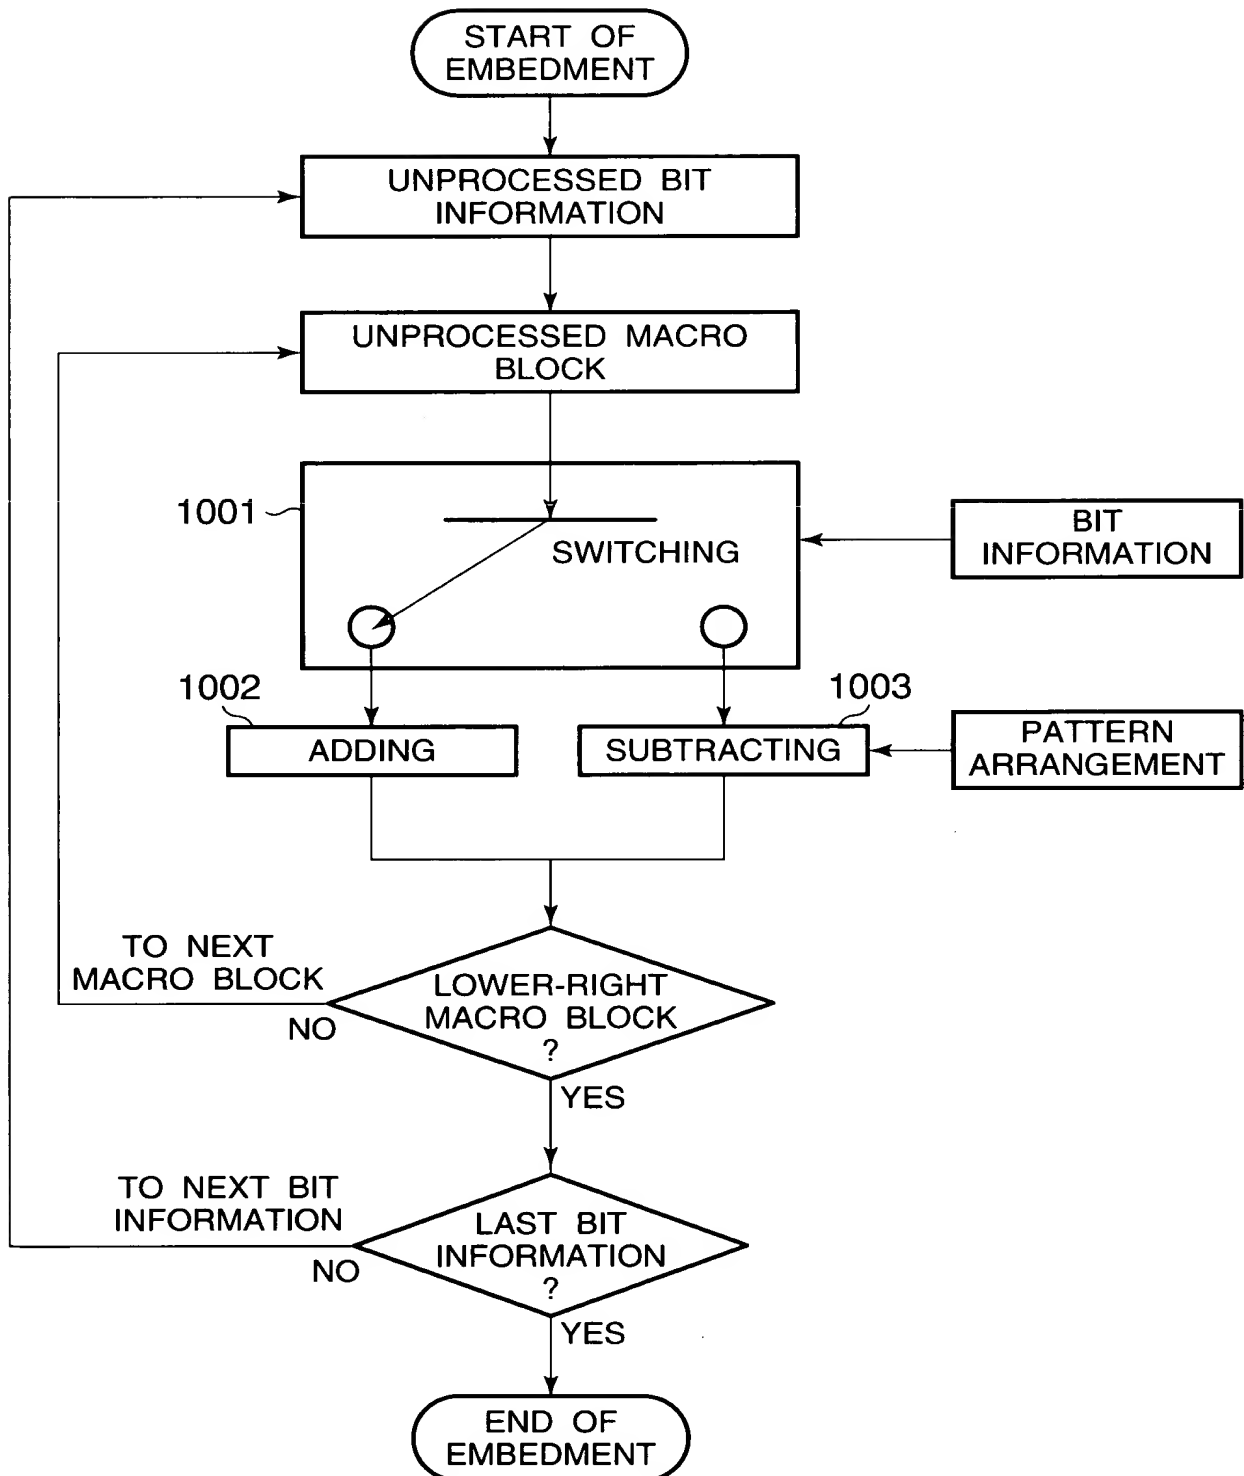 START OF
EMBEDMENT
UNPROCESSED BIT
INFORMATION
UNPROCESSED MACRO
BLOCK
1001
SWITCHING
BIT
INFORMATION
1002
ADDING
1003
SUBTRACTING
PATTERN
ARRANGEMENT
TO NEXT
MACRO BLOCK
NO
LOWER-RIGHT
MACRO BLOCK
?
YES
TO NEXT BIT
INFORMATION
NO
LAST BIT
INFORMATION
?
YES
END OF
EMBEDMENT